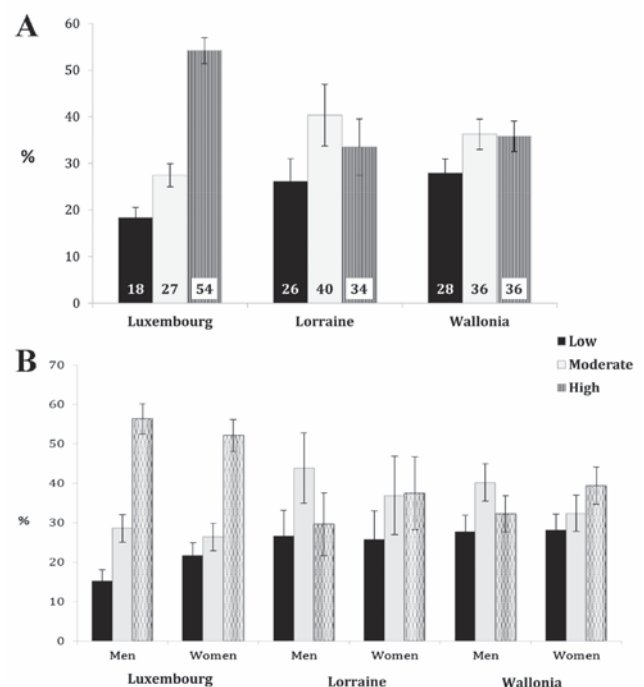 A
60
50
40
%
30
20
10
0
18 27 54 26 40 34 28 36 36
Luxembourg Lorraine Wallonia
Low
Moderate
High
B
70
60
50
40
%
30
20
10
0
Men Women Men Women Men Women
Luxembourg Lorraine Wallonia